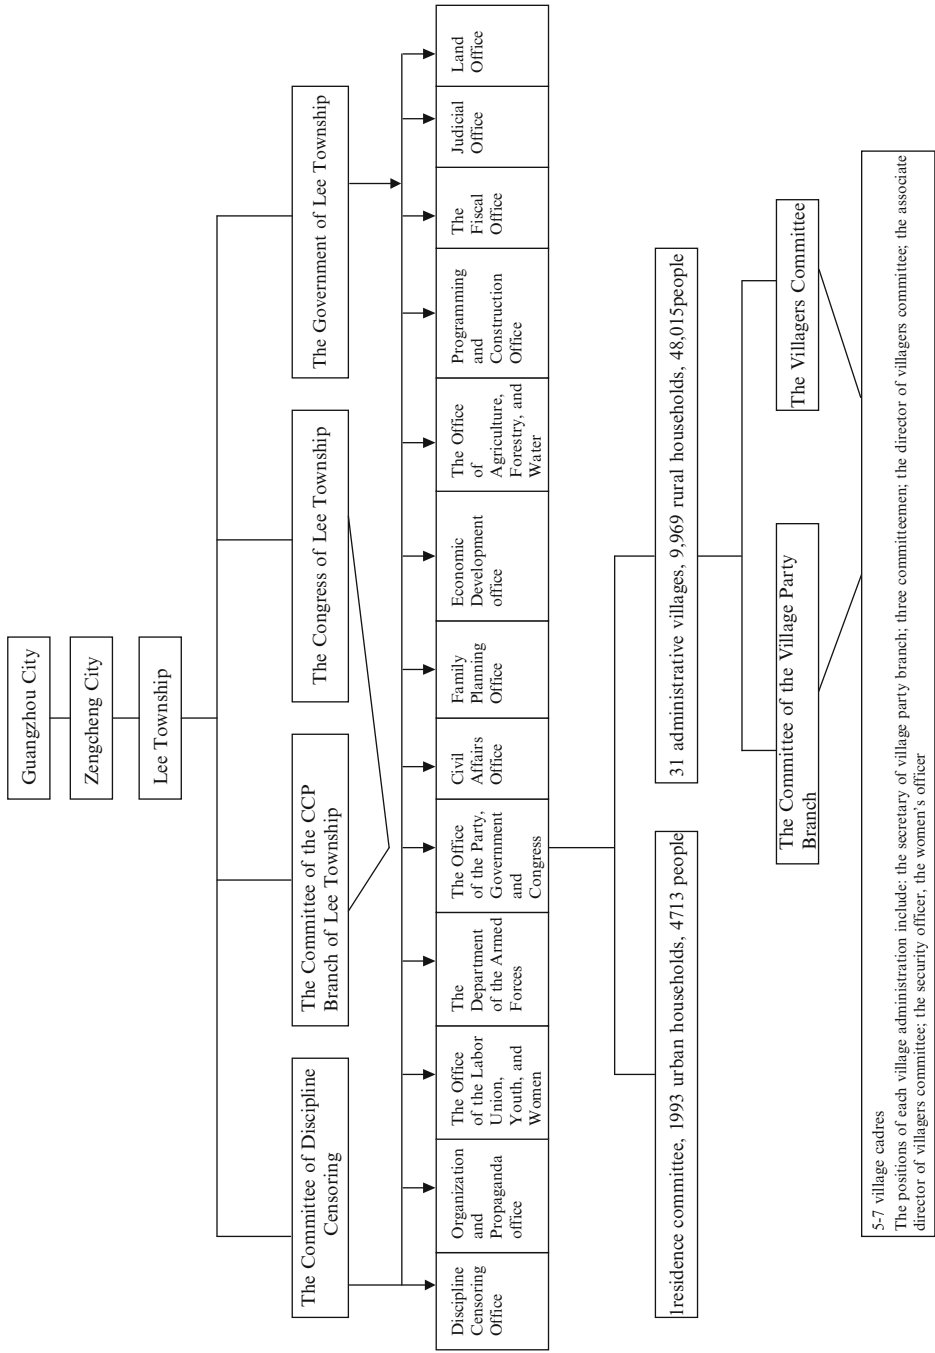 Guangzhou City
Zengcheng City
Lee Township
The Committee of Discipline
Censoring
The Committee of the CCP
Branch of Lee Township
The Congress of Lee Township
The Government of Lee Township
Discipline
Censoring
Office
Organization
and
Propaganda
office
The Office
of the Labor
Union,
Youth, and
Women
The
Department
of the Armed
Forces
The Office
of the Party,
Government
and
Congress
Civil
Affairs
Office
Family
Planning
Office
Economic
Development
office
The Office
of
Agriculture,
Forestry, and
Water
Programming
and
Construction
Office
The
Fiscal
Office
Judicial
Office
Land
Office
1residence committee, 1993 urban households, 4713 people
31 administrative villages, 9,969 rural households, 48,015people
The Committee of the Village Party
Branch
The Villagers Committee
5-7 village cadres
The positions of each village administration include: the secretary of village party branch; three committeemen; the director of villagers committee; the associate
director of villagers committee; the security officer, the women's officer